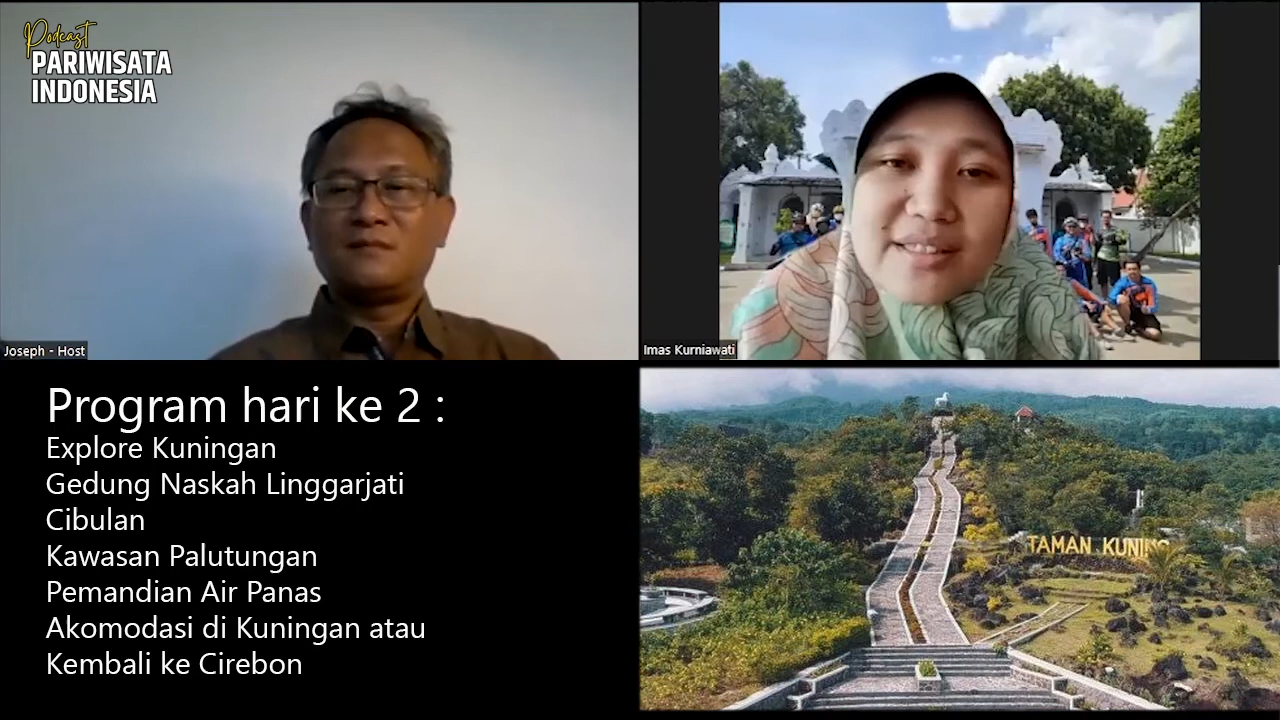 Podcast
PARIWISATA
INDONESIA
Joseph - Host
Imas Kurniawati
Program hari ke 2 :
Explore Kuningan
Gedung Naskah Linggarjati
Cibulan
Kawasan Palutungan
Pemandian Air Panas
Akomodasi di Kuningan atau
Kembali ke Cirebon
TAMAN